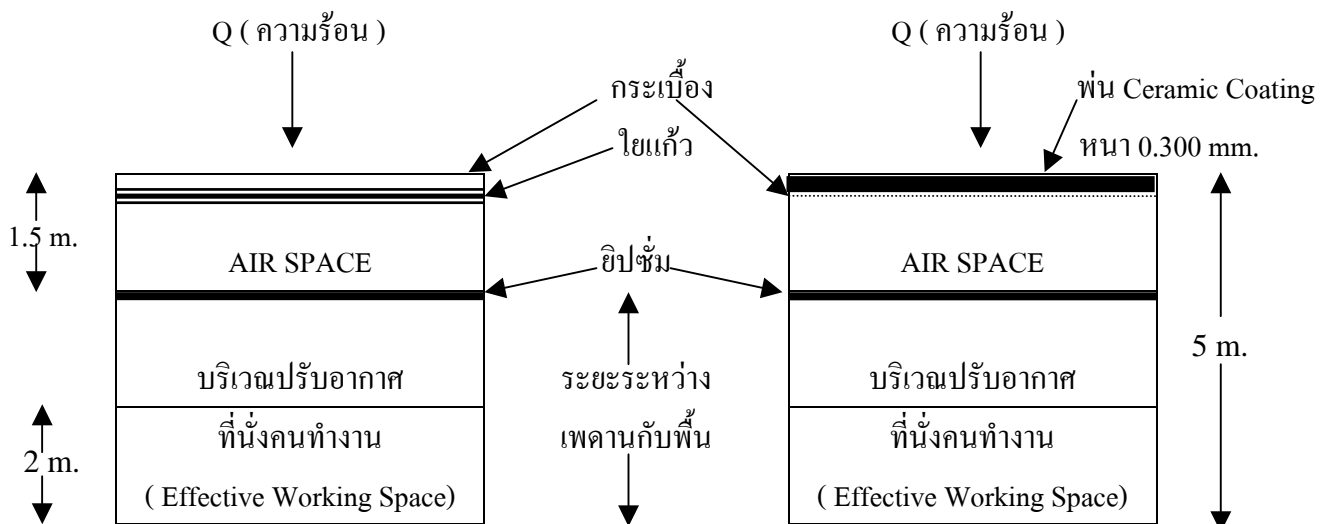 Q ( ความร้อน )
Q ( ความร้อน )
กระเบื้อง
พ่น Ceramic Coating
ใยแก้ว
หนา 0.300 mm.
1.5 m.
AIR SPACE
ยิปซั่ม
AIR SPACE
5 m.
บริเวณปรับอากาศ
ระยะระหว่าง
บริเวณปรับอากาศ
2 m.
ที่นั่งคนทำงาน
เพดานกับพื้น
ที่นั่งคนทำงาน
( Effective Working Space)
( Effective Working Space)